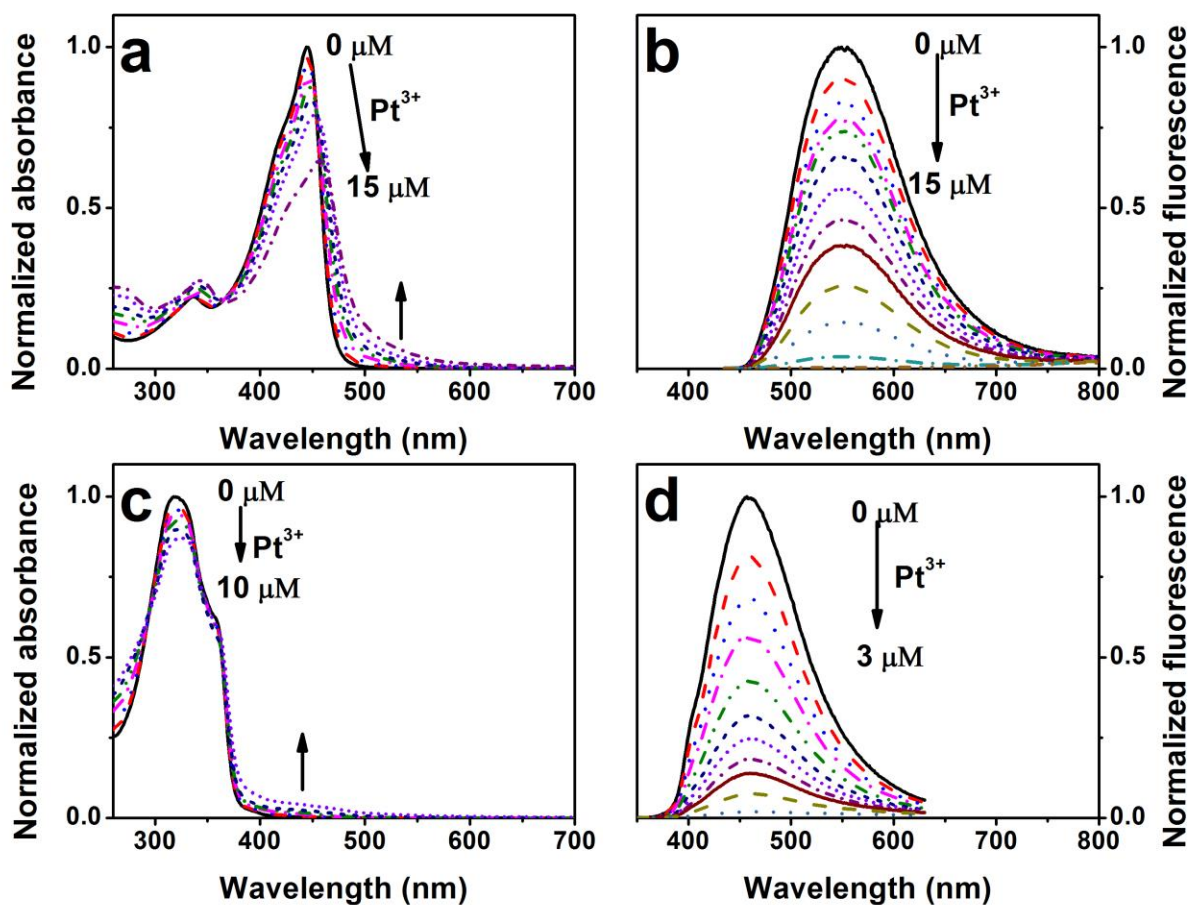 a
0 μM
Pt3+
15 μM
Normalized absorbance
1.0
0.5
0.0
300 400 500 600 700
Wavelength (nm)
b
0 μM
Pt3+
15 μM
1.0
0.5
0.0
Normalized fluorescence
400 500 600 700 800
Wavelength (nm)
c
0 μM
Pt3+
10 μM
Normalized absorbance
1.0
0.5
0.0
300 400 500 600 700
Wavelength (nm)
d
0 μM
Pt3+
3 μM
1.0
0.5
0.0
Normalized fluorescence
400 500 600 700 800
Wavelength (nm)